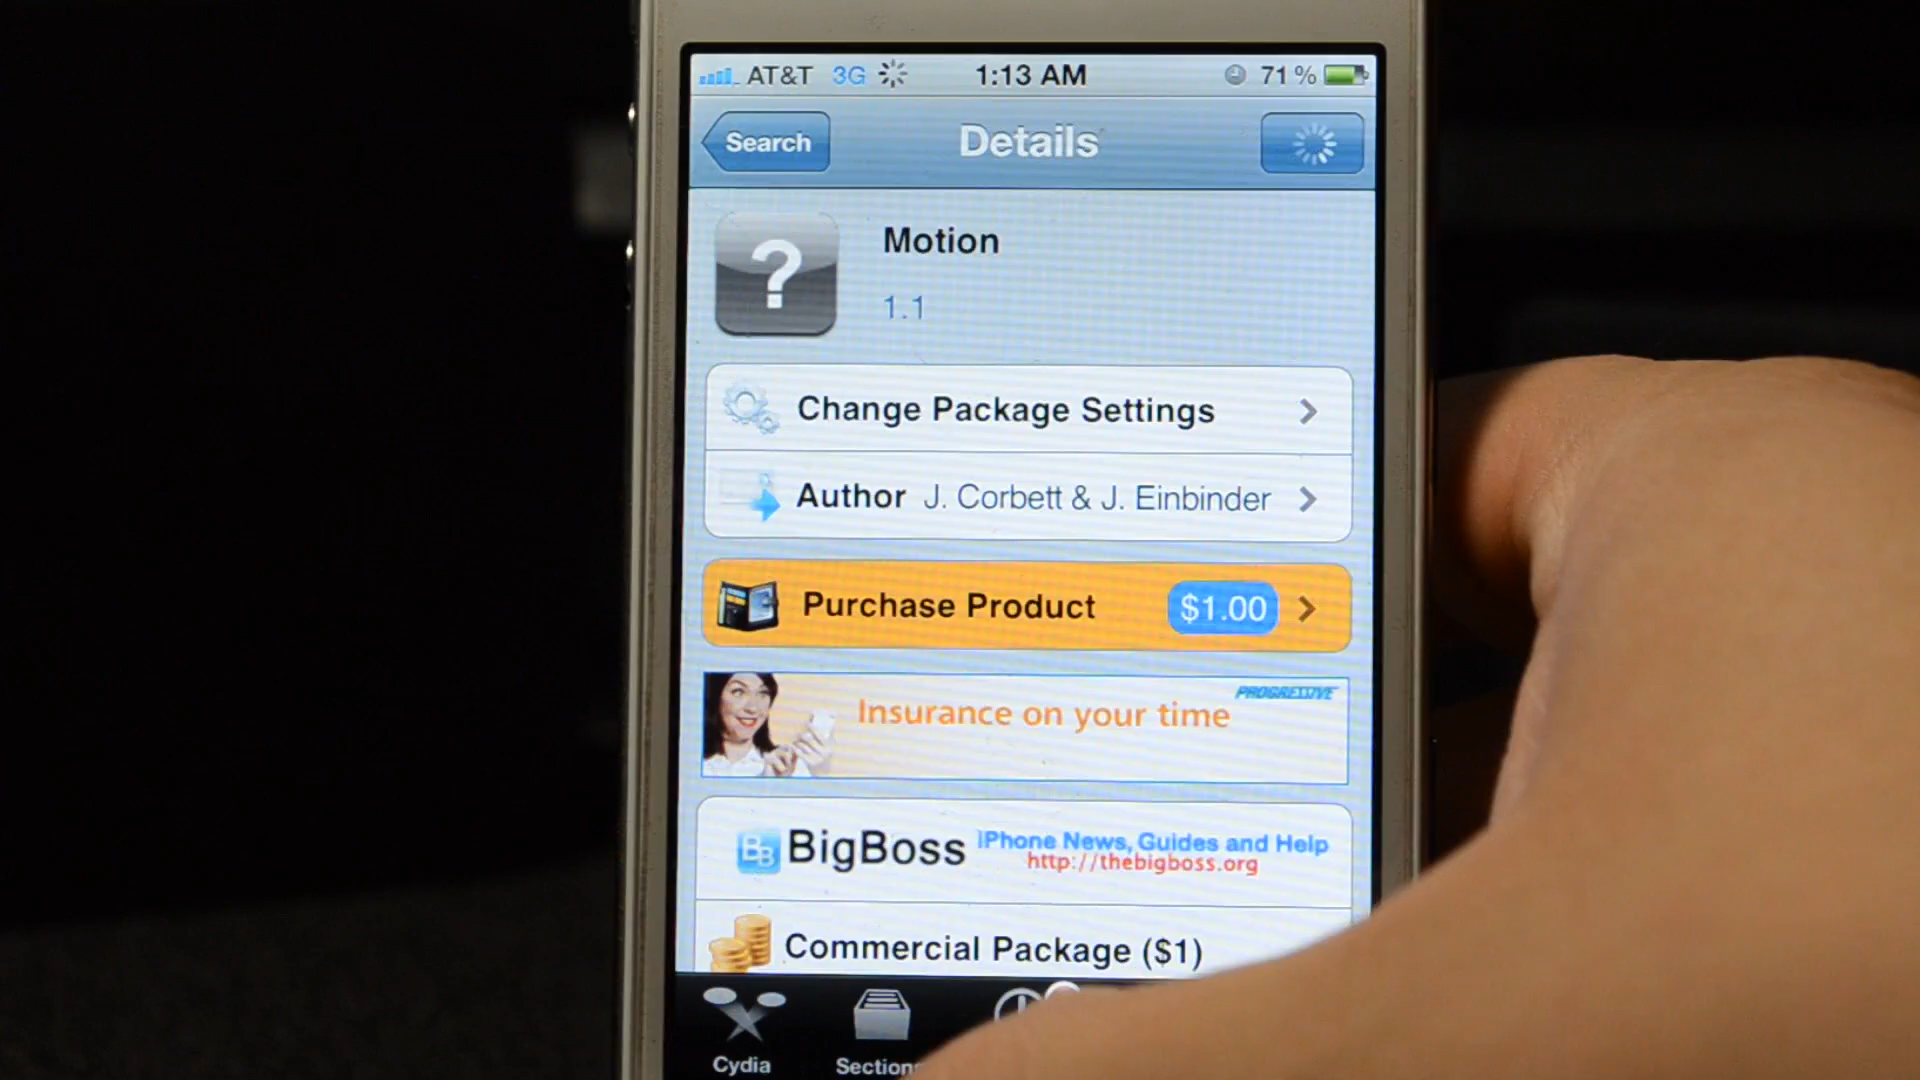 AT&T 3G 1:13 AM 71%
Search Details
?
Motion
1.1
Change Package Settings
Author J. Corbett & J. Einbinder
Purchase Product $1.00
PROGRESSIVE
Insurance on your time
BB BigBoss iPhone News, Guides and Help
http://thebigboss.org
Commercial Package ($1)
Cydia Section